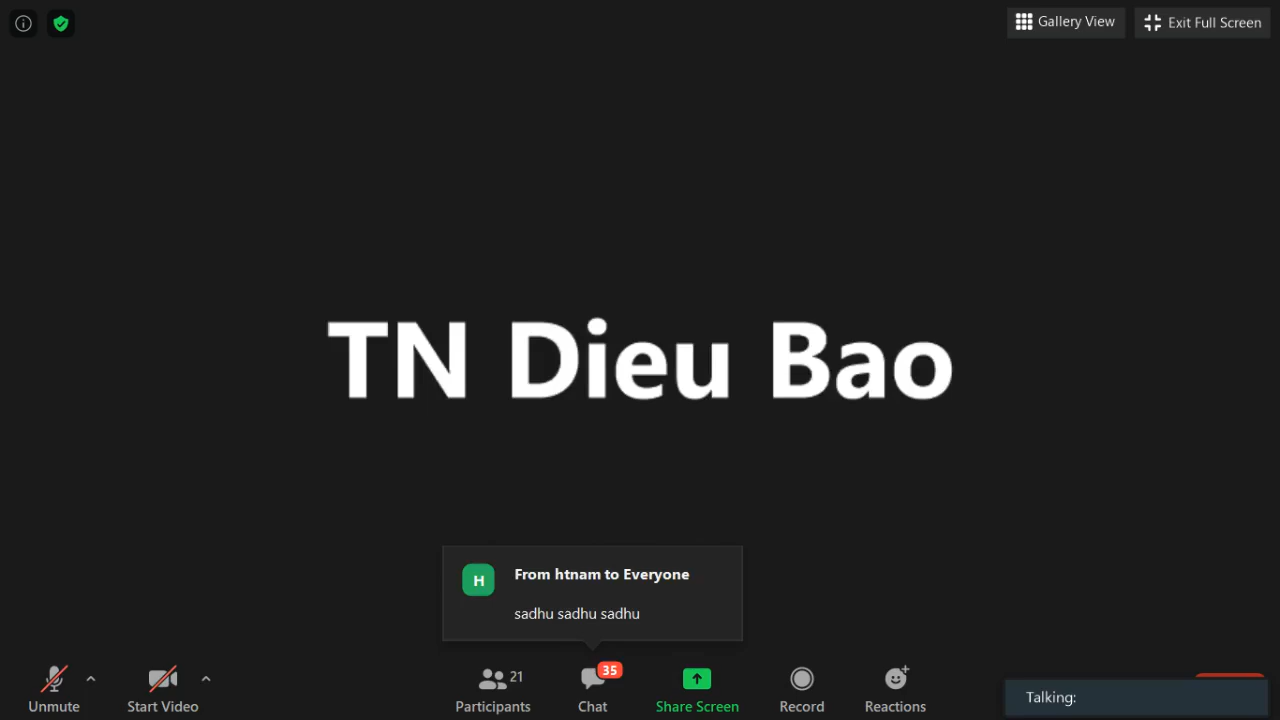 Gallery View
Exit Full Screen
TN Dieu Bao
H
From htnam to Everyone
sadhu sadhu sadhu
Unmute
Start Video
21
Participants
35
Chat
Share Screen
Record
Reactions
Talking: